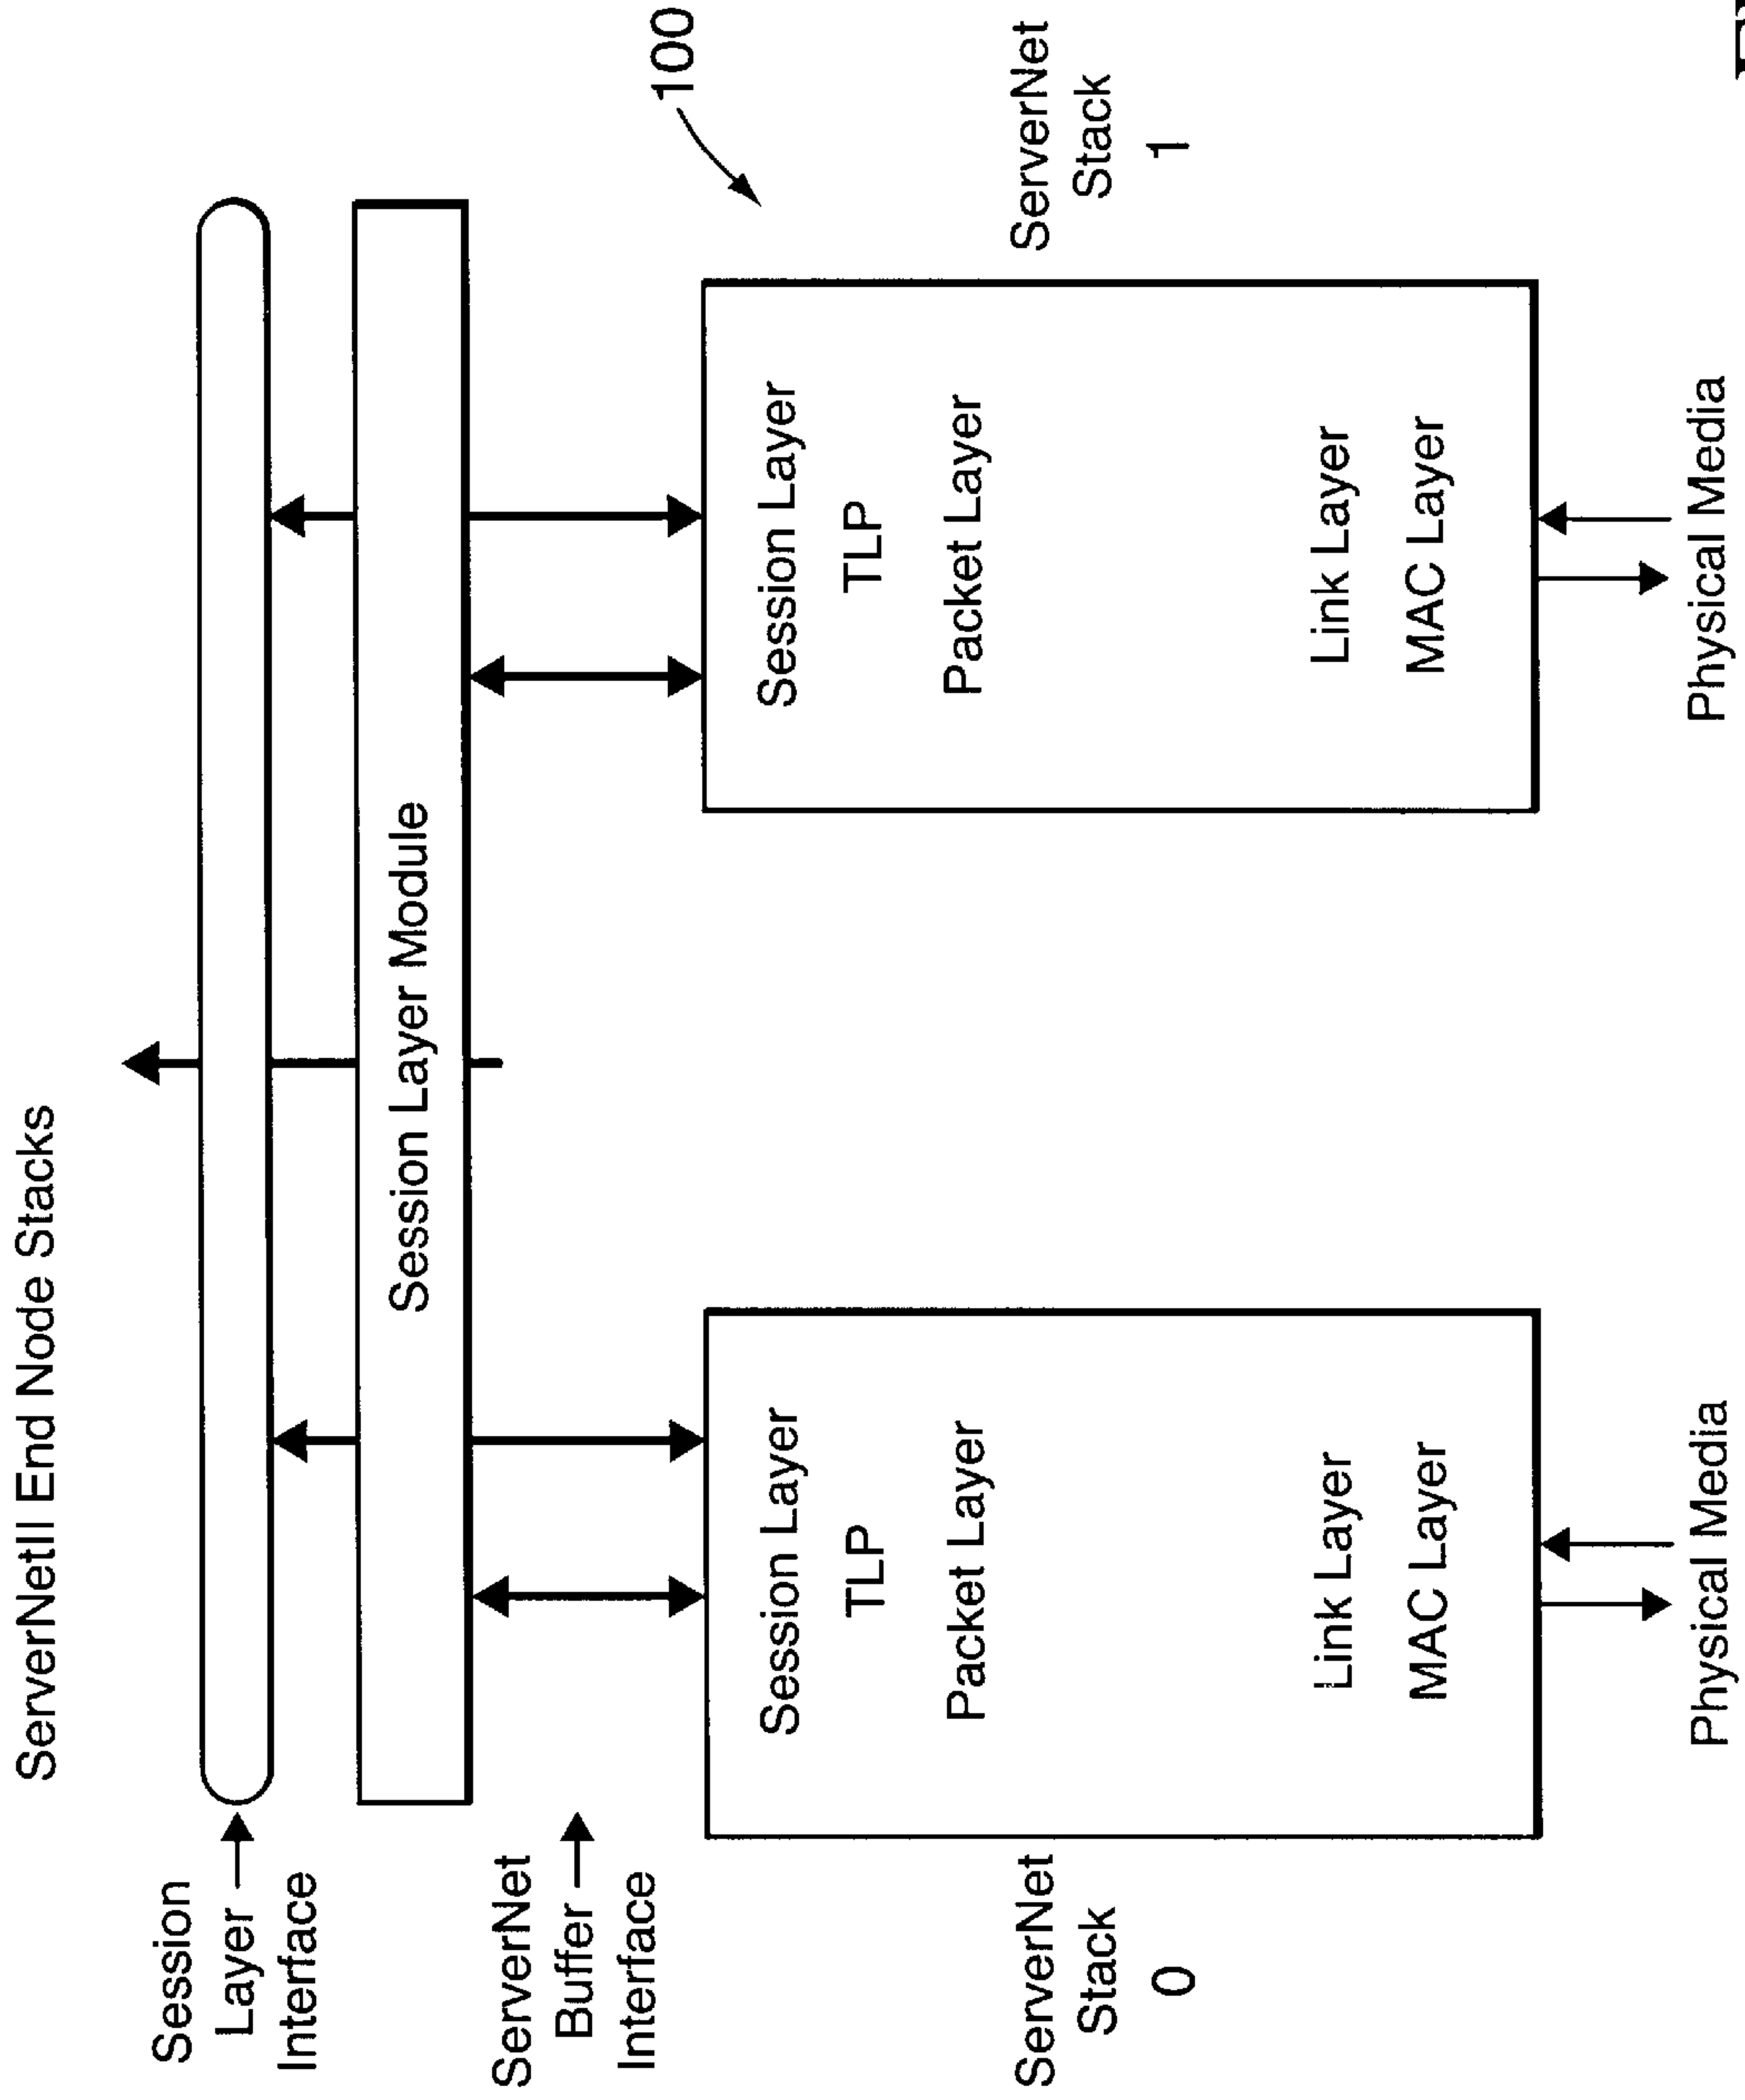 ServerNetII End Node Stacks
Session
Layer
Interface
Session Layer Module
ServerNet
Buffer
Interface
100
ServerNet
Stack
0
Session Layer
TLP
Packet Layer
Link Layer
MAC Layer
Physical Media
Session Layer
TLP
Packet Layer
Link Layer
MAC Layer
Physical Media
ServerNet
Stack
1